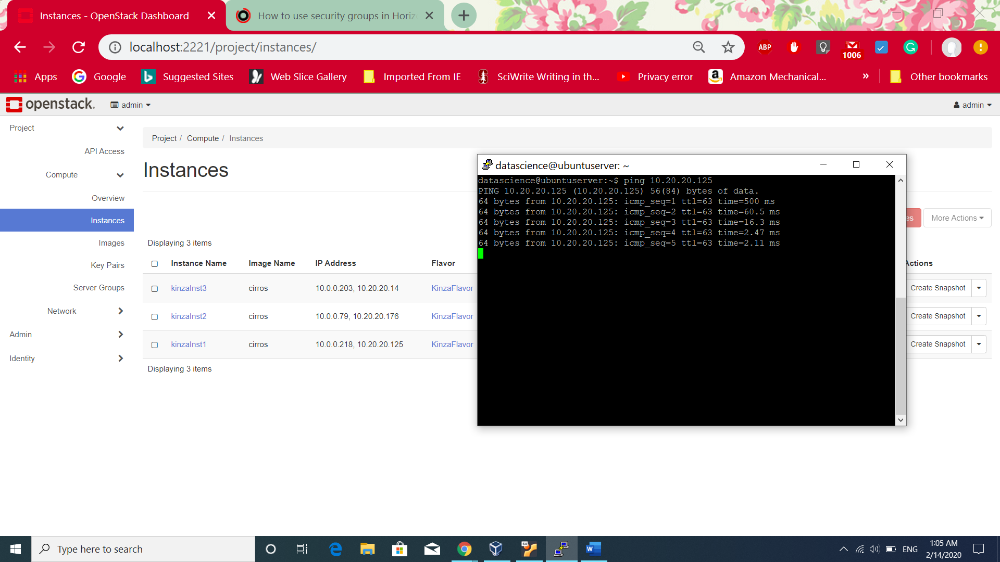 Instances - OpenStack Dashboard
How to use security groups in Horiz
localhost:2221/project/instances/
ABP
1006
Apps
Google
Suggested Sites
Web Slice Gallery
Imported From IE
SciWrite Writing in th...
Privacy error
Amazon Mechanical...
»
Other bookmarks
openstack.
admin
admin
Project
API Access
Compute
Overview
Instances
Images
Key Pairs
Server Groups
Network
Admin
Identity
Project / Compute / Instances
Instances
es
More Actions
Displaying 3 items
Instance Name Image Name IP Address Flavor Actions
kinzaInst3 cirros 10.0.0.203, 10.20.20.14 KinzaFlavor Create Snapshot
kinzaInst2 cirros 10.0.0.79, 10.20.20.176 KinzaFlavor Create Snapshot
kinzaInst1 cirros 10.0.0.218, 10.20.20.125 KinzaFlavor Create Snapshot
Displaying 3 items
datascience@ubuntuserver: ~
datascience@ubuntuserver:~$ ping 10.20.20.125
PING 10.20.20.125 (10.20.20.125) 56(84) bytes of data.
64 bytes from 10.20.20.125: icmp_seq=1 ttl=63 time=500 ms
64 bytes from 10.20.20.125: icmp_seq=2 ttl=63 time=60.5 ms
64 bytes from 10.20.20.125: icmp_seq=3 ttl=63 time=16.3 ms
64 bytes from 10.20.20.125: icmp_seq=4 ttl=63 time=2.47 ms
64 bytes from 10.20.20.125: icmp_seq=5 ttl=63 time=2.11 ms
Type here to search
64
ENG
1:05 AM
2/14/2020